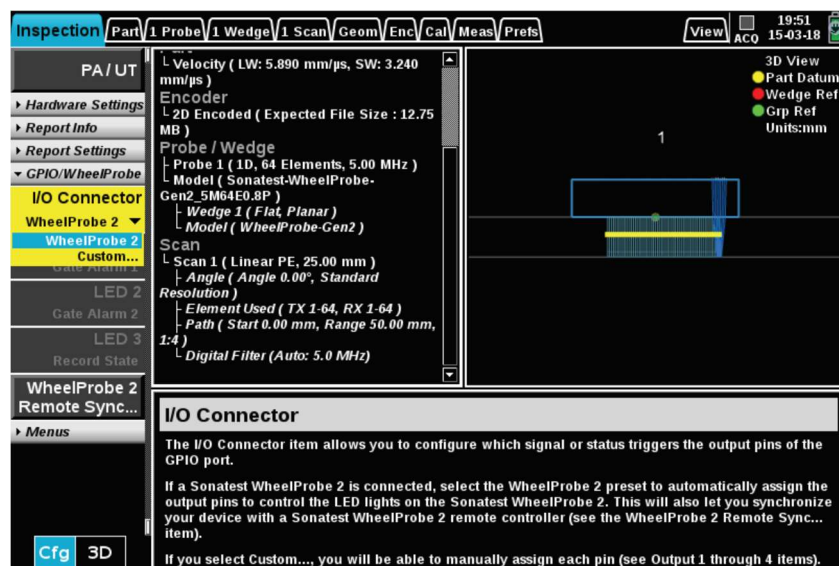 Inspection Part 1 Probe 1 Wedge 1 Scan Geom Enc Cal Meas Prefs View ACQ 19:51
15-03-18
PA/UT
Hardware Settings
Report Info
Report Settings
GPIO/WheelProbe
I/O Connector
WheelProbe 2
WheelProbe 2
Custom...
Gate Alarm 1
LED 2
Gate Alarm 2
LED 3
Record State
WheelProbe 2
Remote Sync...
Menus
Cfg 3D
Velocity ( LW: 5.890 mm/µs, SW: 3.240
mm/µs )
Encoder
2D Encoded ( Expected File Size : 12.75
MB )
Probe / Wedge
Probe 1 ( 1D, 64 Elements, 5.00 MHz )
Model ( Sonatest-WheelProbe-
Gen2_5M64E0.8P )
Wedge 1 ( Flat, Planar )
Model ( WheelProbe-Gen2 )
Scan
Scan 1 ( Linear PE, 25.00 mm )
Angle ( Angle 0.00°, Standard
Resolution )
Element Used ( TX 1-64, RX 1-64 )
Path ( Start 0.00 mm, Range 50.00 mm,
1:4 )
Digital Filter (Auto: 5.0 MHz)
3D View
Part Datum
Wedge Ref
Grp Ref
Units:mm
1
I/O Connector
The I/O Connector item allows you to configure which signal or status triggers the output pins of the
GPIO port.
If a Sonatest WheelProbe 2 is connected, select the WheelProbe 2 preset to automatically assign the
output pins to control the LED lights on the Sonatest WheelProbe 2. This will also let you synchronize
your device with a Sonatest WheelProbe 2 remote controller (see the WheelProbe 2 Remote Sync...
item).
If you select Custom..., you will be able to manually assign each pin (see Output 1 through 4 items).